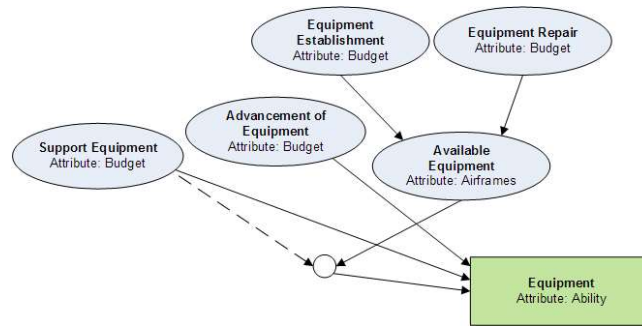 Equipment
Establishment
Attribute: Budget
Equipment Repair
Attribute: Budget
Advancement of
Equipment
Attribute: Budget
Support Equipment
Attribute: Budget
Available
Equipment
Attribute: Airframes
Equipment
Attribute: Ability